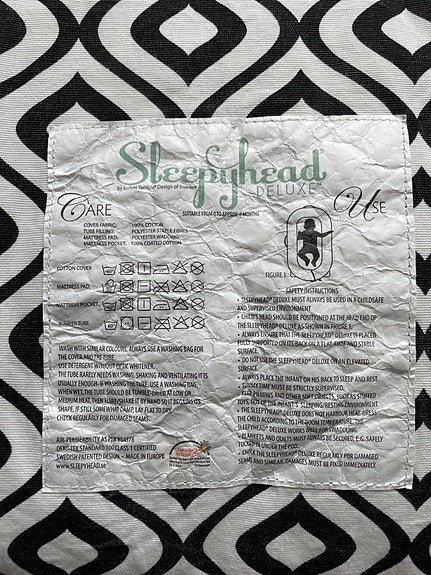 Sleepyhead®
DELUXE™
By Infant Tensile® Design of Sweden
CARE
SUITABLE FROM 0 TO APPROX. 8 MONTHS
USE
COVER FABRIC: 100% COTTON
TUBE FILLING: POLYESTER STAPLE FIBRES
MATTRESS PAD: POLYESTER WADDING
MATTRESS POCKET: 100% COATED COTTON
COTTON COVER
MATTRESS PAD
MATTRESS POCKET
BOLSTER TUBE
WASH WITH SIMILAR COLOURS. ALWAYS USE A WASHING BAG FOR
THE COVER AND THE TUBE.
USE DETERGENT WITHOUT OPTIC WHITENER.
THE TUBE RARELY NEEDS WASHING. SHAKING AND VENTILATING IT IS
USUALLY ENOUGH. IF WASHING THE TUBE, USE A WASHING BAG.
WHEN WET, THE TUBE SHOULD BE TUMBLE-DRIED AT LOW OR
MEDIUM HEAT. THEN FLUFF/SHAKE IT BY HAND SO IT REGAINS ITS
SHAPE. IF STILL SOMEWHAT DAMP, LAY FLAT TO DRY.
CHECK REGULARLY FOR DAMAGED SEAMS.
AIR-PERMEABILITY AS PER
OEKO-TEX STANDARD 100 CLASS 1 CERTIFIED
SWEDISH PATENTED DESIGN • MADE IN EUROPE
WWW.SLEEPYHEAD.SE
FIGURE 1
SAFETY INSTRUCTIONS
• SLEEPYHEAD® DELUXE MUST ALWAYS BE USED IN A CHILDSAFE
AND SUPERVISED ENVIRONMENT
• CHILD'S HEAD SHOULD BE POSITIONED AT THE HEAD END OF
THE SLEEPYHEAD® DELUXE AS SHOWN IN FIGURE 1.
• ALWAYS ENSURE THAT THE SLEEPYHEAD® DELUXE IS PLACED
FULLY SUPPORTED ON ITS BACK ON A FLAT, FIRM AND STABLE
SURFACE.
• DO NOT USE THE SLEEPYHEAD® DELUXE ON AN ELEVATED
SURFACE.
• ALWAYS PLACE THE INFANT ON HIS BACK TO SLEEP AND REST.
• TUMMY TIME MUST BE STRICTLY SUPERVISED.
• KEEP PILLOWS AND OTHER SOFT OBJECTS, SUCH AS STUFFED
TOYS, OUT OF THE INFANT'S SLEEPING/RESTING ENVIRONMENT.
• THE SLEEPYHEAD® DELUXE DOES NOT HARBOUR HEAT. DRESS
THE CHILD ACCORDING TO THE ROOM TEMPERATURE. THE
SLEEPYHEAD® DELUXE WORKS WELL FOR SWADDLING.
• BLANKETS AND QUILTS MUST ALWAYS BE SECURED, E.G. SAFELY
TUCKED IN UNDER THE POD.
• CHECK THE SLEEPYHEAD® DELUXE REGULARLY FOR DAMAGED
SEAMS AND SIMILAR. DAMAGES MUST BE FIXED IMMEDIATELY.